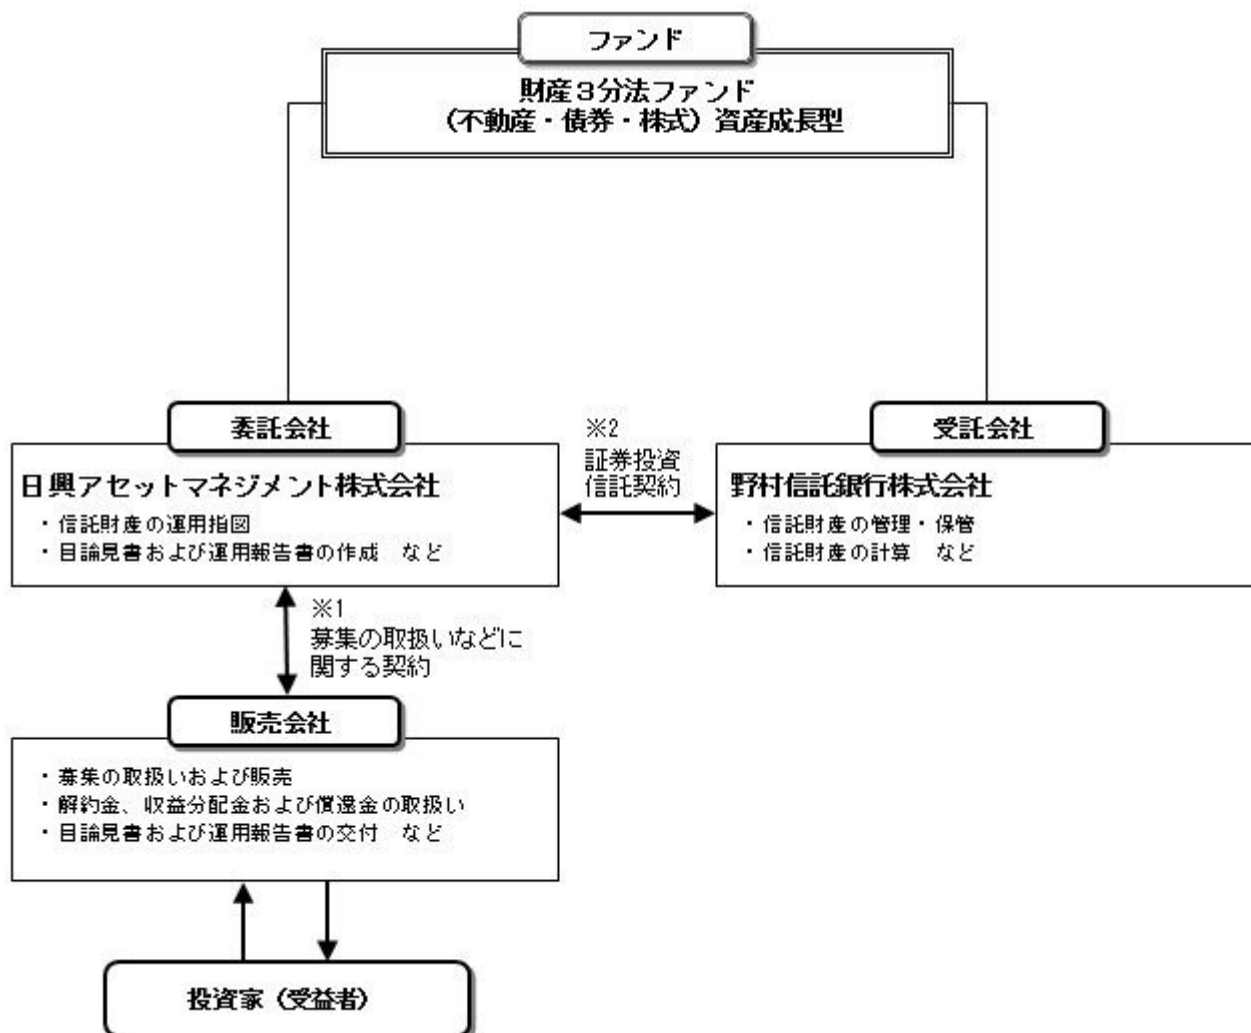 ファンド
財産3分法ファンド
（不動産・債券・株式）資産成長型
委託会社
日興アセットマネジメント株式会社
・信託財産の運用指図
・目論見書および運用報告書の作成　など
※2
証券投資
信託契約
受託会社
野村信託銀行株式会社
・信託財産の管理・保管
・信託財産の計算　など
※1
募集の取扱いなどに
関する契約
販売会社
・募集の取扱いおよび販売
・解約金、収益分配金および償還金の取扱い
・目論見書および運用報告書の交付　など
投資家（受益者）